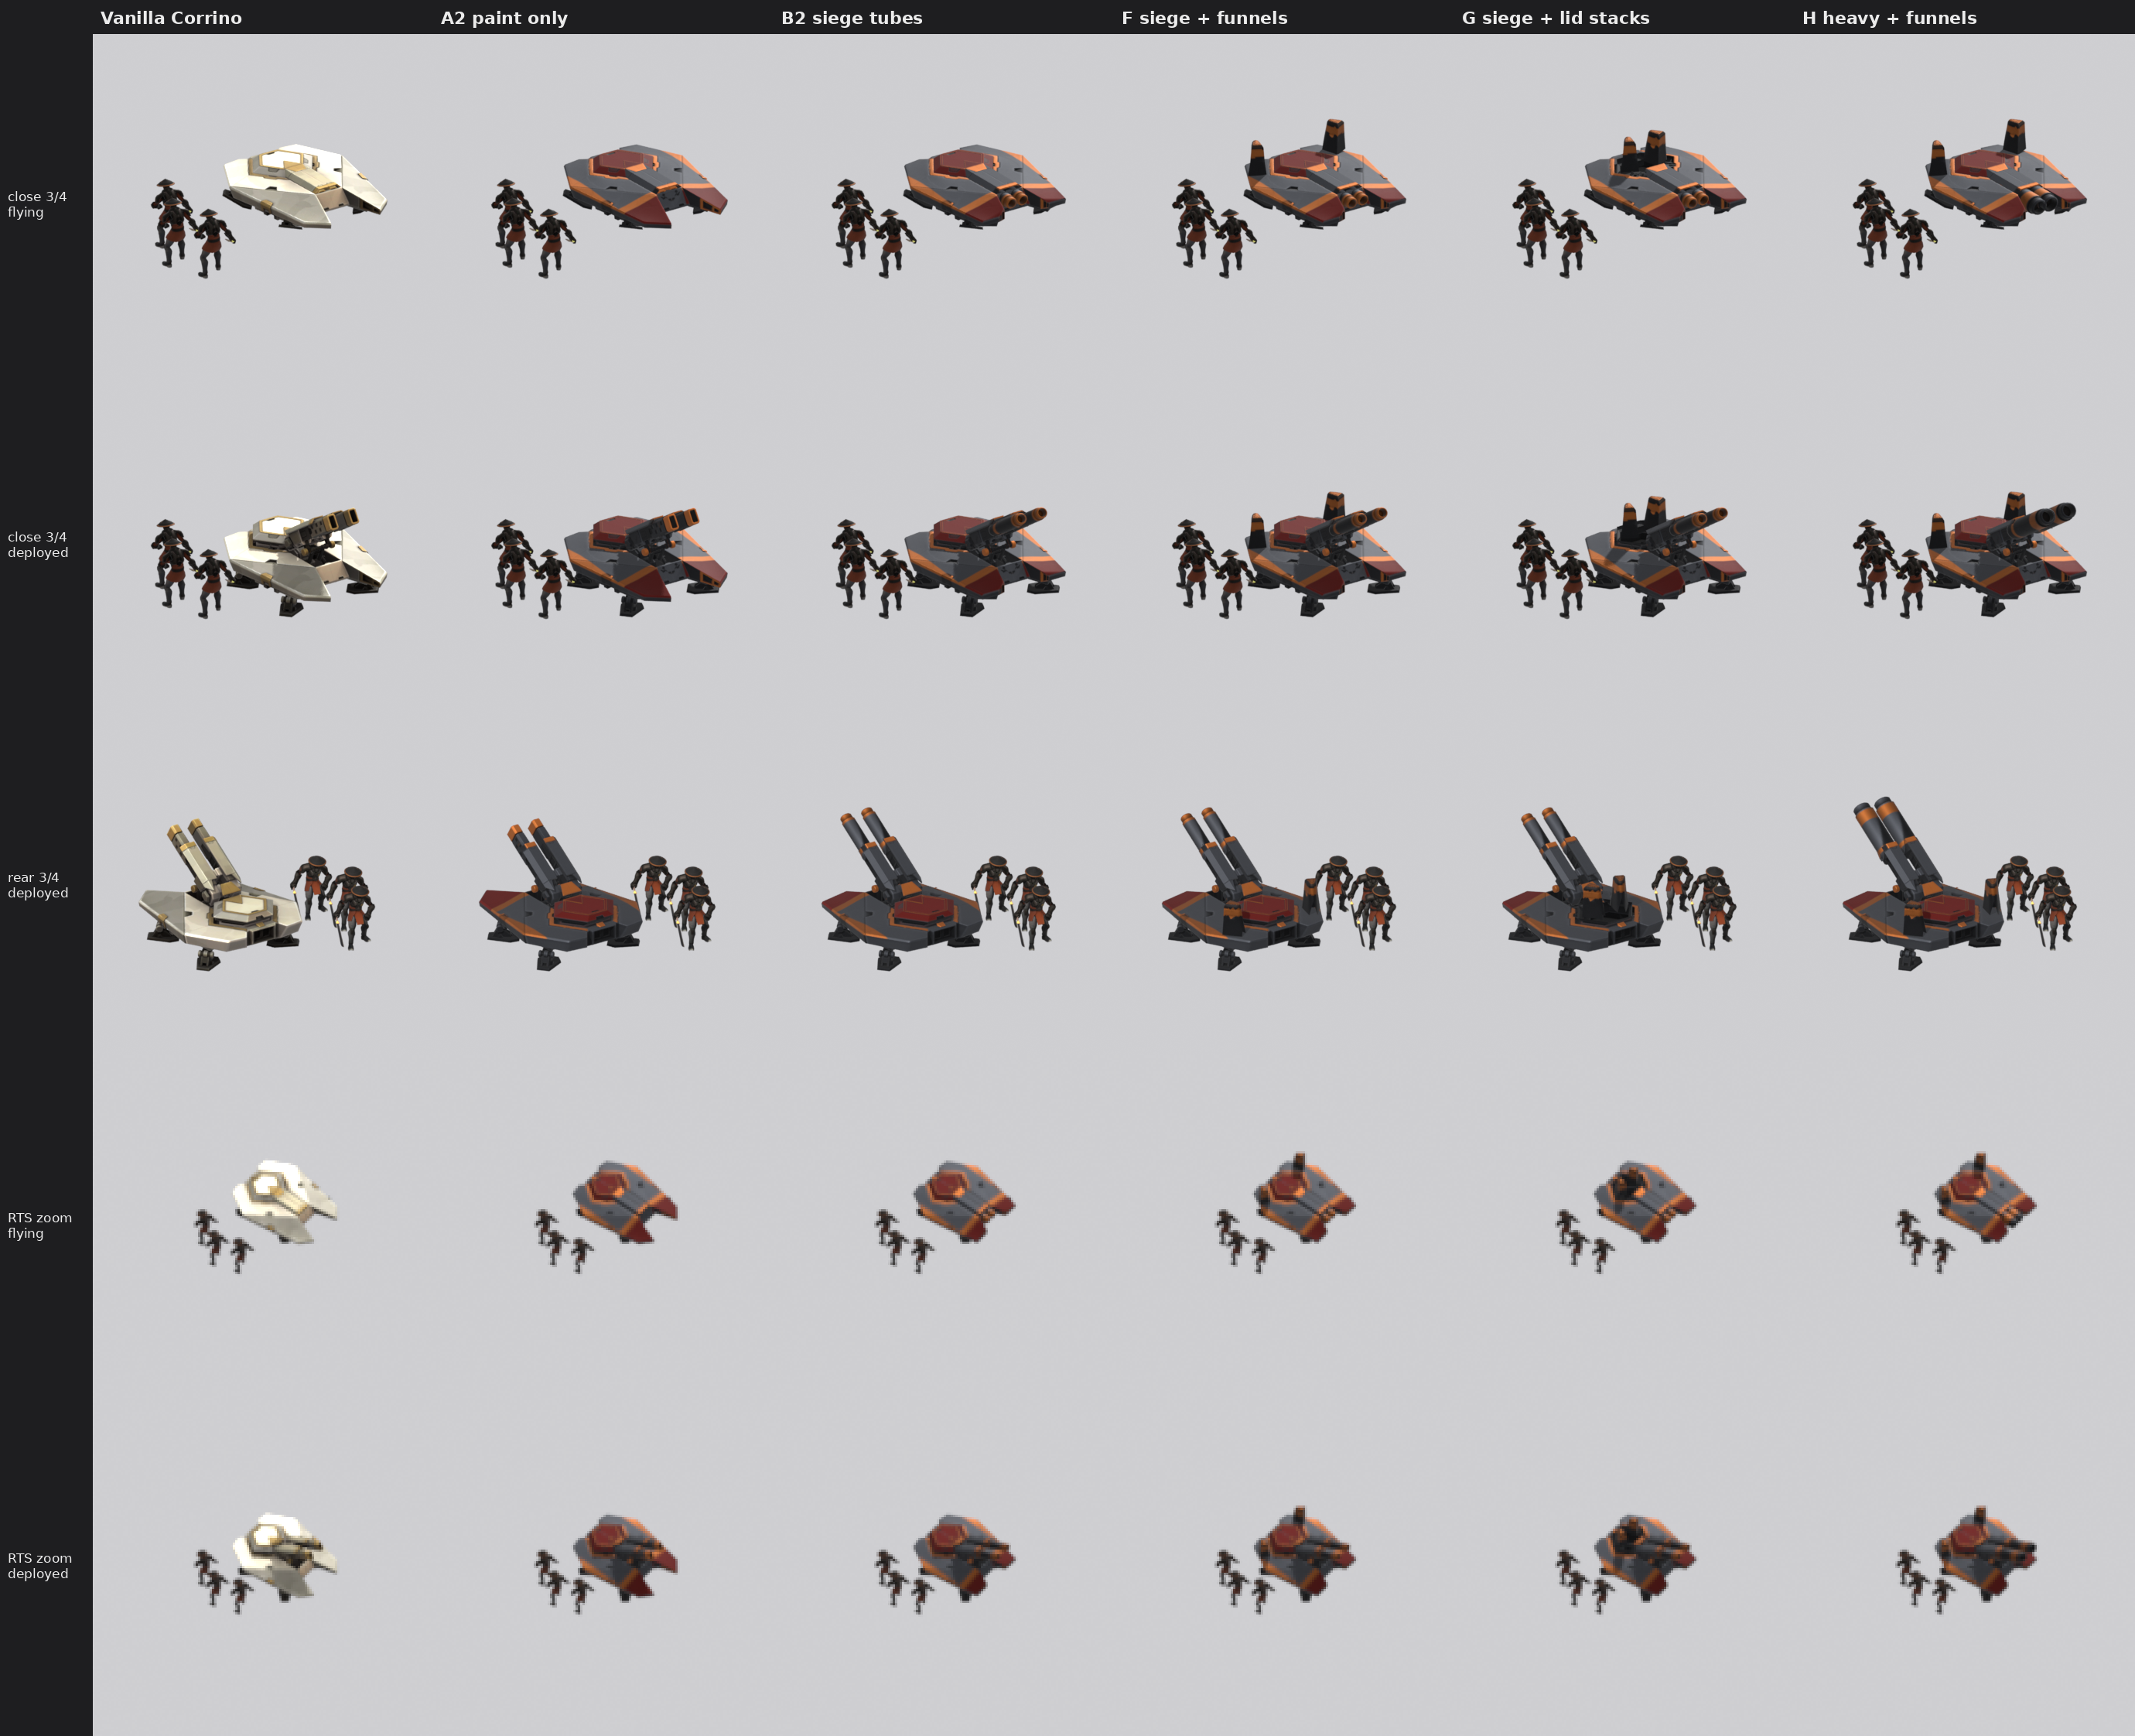 Vanilla Corrino
A2 paint only
B2 siege tubes
F siege + funnels
G siege + lid stacks
H heavy + funnels
close 3/4
flying
close 3/4
deployed
rear 3/4
deployed
RTS zoom
flying
RTS zoom
deployed